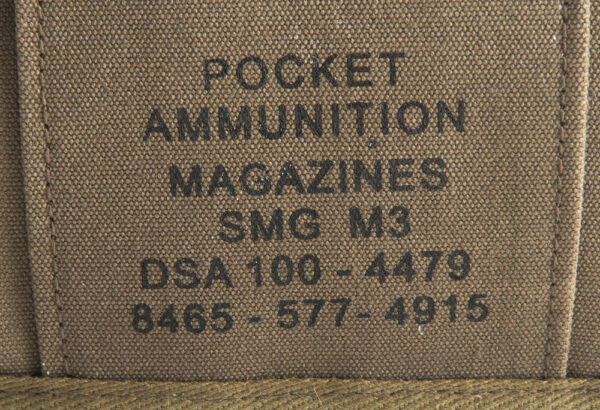 POCKET
AMMUNITION
MAGAZINES
SMG M3
DSA 100 - 4479
8465 - 577- 4915